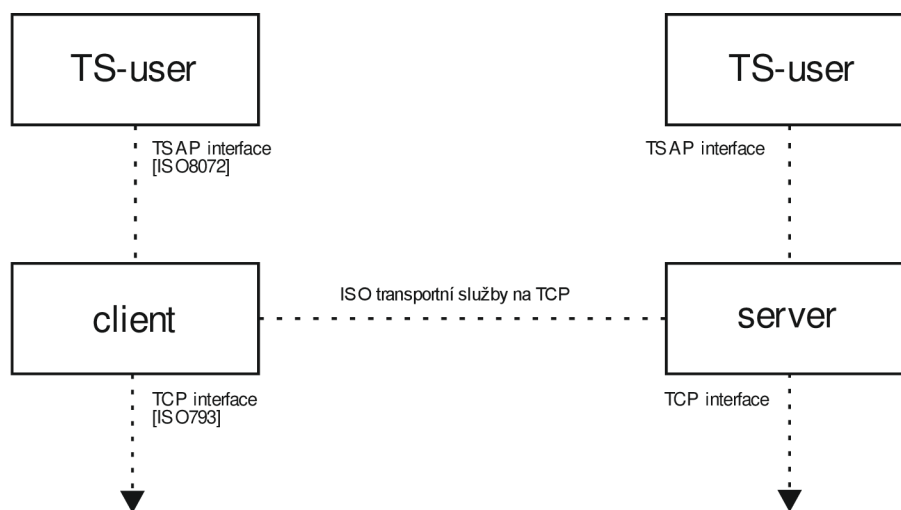 TS-user
TS-user
TSAP interface
[ISO8072]
TSAP interface
client
ISO transportní služby na TCP
server
TCP interface
[ISO793]
TCP interface